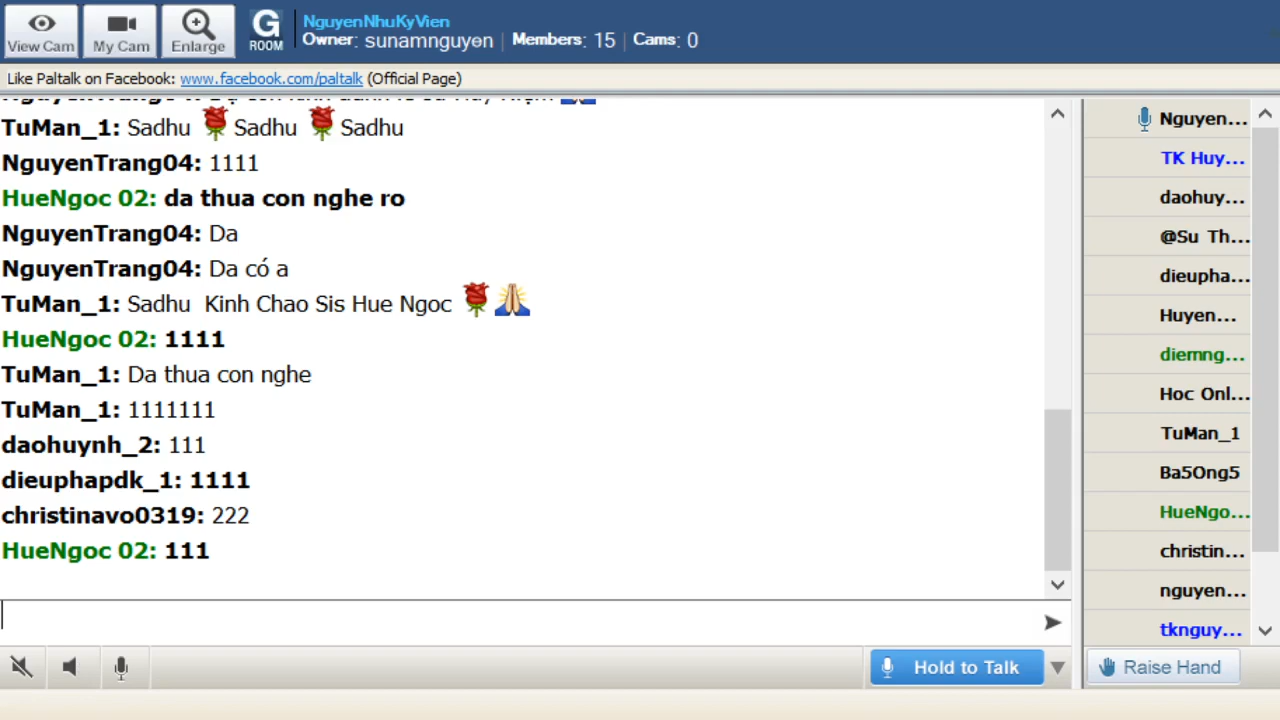 View Cam
My Cam
Enlarge
G
ROOM
NguyenNhuKyVien
Owner: sunamnguyen | Members: 15 | Cams: 0
Like Paltalk on Facebook: www.facebook.com/paltalk (Official Page)
TuMan_1: Sadhu 🌹Sadhu 🌹Sadhu
NguyenTrang04: 1111
HueNgoc 02: da thua con nghe ro
NguyenTrang04: Da
NguyenTrang04: Da có a
TuMan_1: Sadhu Kinh Chao Sis Hue Ngoc 🌹🙏
HueNgoc 02: 1111
TuMan_1: Da thua con nghe
TuMan_1: 1111111
daohuynh_2: 111
dieuphapdk_1: 1111
christinavo0319: 222
HueNgoc 02: 111
Nguyen...
TK Huy...
daohuy...
@Su Th...
dieupha...
Huyen...
diemng...
Hoc Onl...
TuMan_1
Ba5Ong5
HueNgo...
christin...
nguyen...
tknguy...
Hold to Talk
Raise Hand